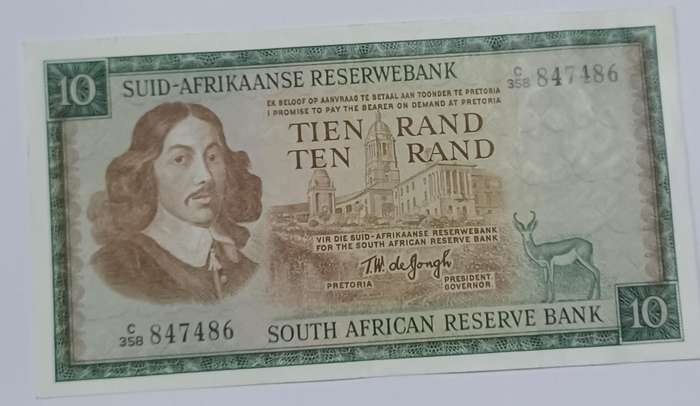 10
SUID-AFRIKAANSE RESERWEBANK
C/358 847486
EK BELOOF OP AANVRAAG TE BETAAL AAN TOONDER TE PRETORIA
I PROMISE TO PAY THE BEARER ON DEMAND AT PRETORIA
TIEN RAND
TEN RAND
VIR DIE SUID-AFRIKAANSE RESERWEBANK
FOR THE SOUTH AFRICAN RESERVE BANK
T.W. de Jongh
PRETORIA
PRESIDENT
GOVERNOR
C/358 847486
SOUTH AFRICAN RESERVE BANK
10